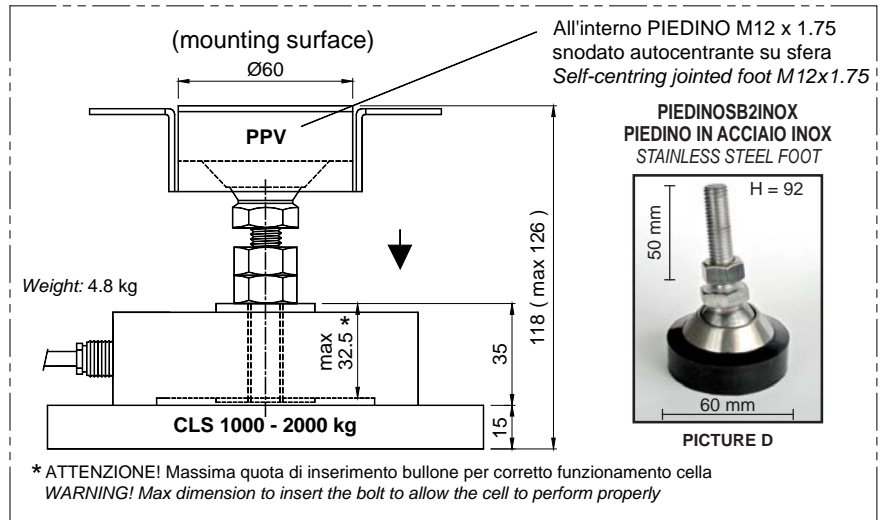 (mounting surface)
Ø60
All'interno PIEDINO M12 x 1.75
snodato autocentrante su sfera
Self-centring jointed foot M12x1.75
PPV
PIEDINOSB2INOX
PIEDINO IN ACCIAIO INOX
STAINLESS STEEL FOOT
H = 92
50 mm
60 mm
PICTURE D
Weight: 4.8 kg
max
32.5 *
35
15
118 ( max 126 )
CLS 1000 - 2000 kg
* ATTENZIONE! Massima quota di inserimento bullone per corretto funzionamento cella
WARNING! Max dimension to insert the bolt to allow the cell to perform properly